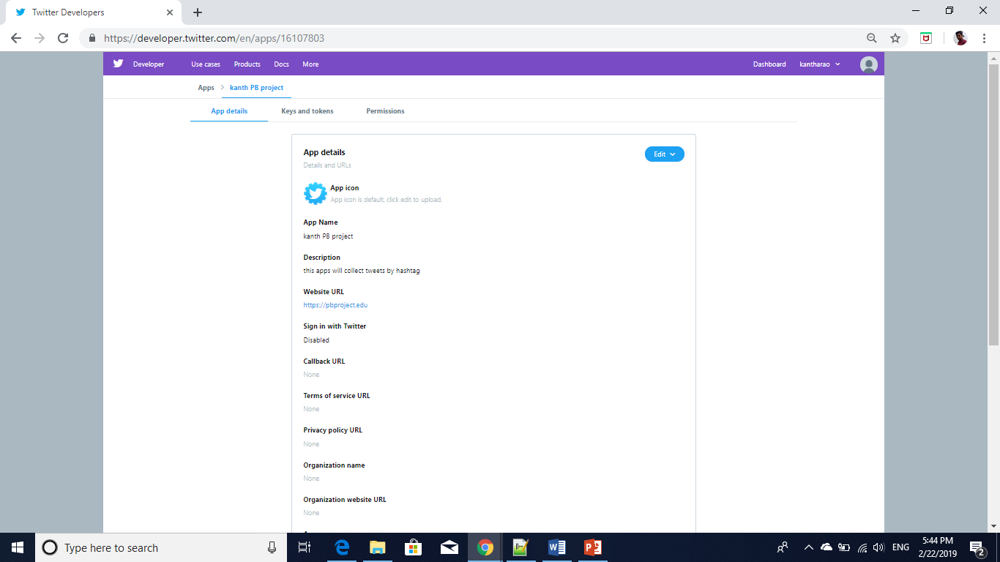 Twitter Developers
https://developer.twitter.com/en/apps/16107803
Developer Use cases Products Docs More Dashboard kantharao
Apps > kanth PB project
App details Keys and tokens Permissions
App details
Edit
Details and URLs
App icon
App icon is default, click edit to upload.
App Name
kanth PB project
Description
this apps will collect tweets by hashtag
Website URL
https://pbproject.edu
Sign in with Twitter
Disabled
Callback URL
None
Terms of service URL
None
Privacy policy URL
None
Organization name
None
Organization website URL
None
Type here to search
ENG
5:44 PM
2/22/2019
2